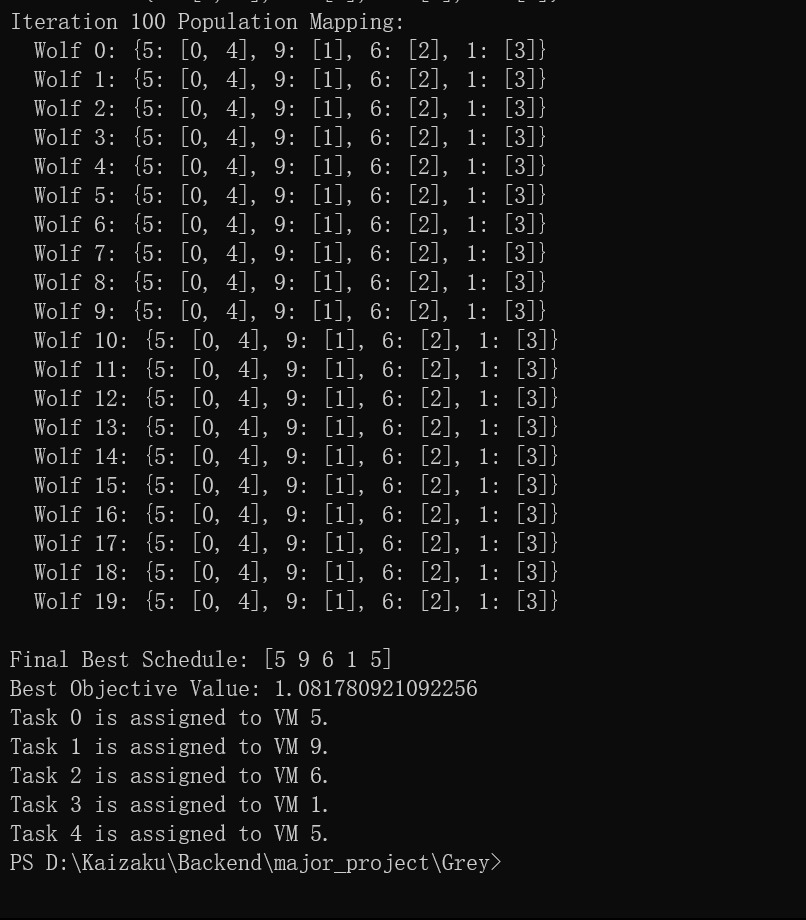 Iteration 100 Population Mapping:
  Wolf 0: {5: [0, 4], 9: [1], 6: [2], 1: [3]}
  Wolf 1: {5: [0, 4], 9: [1], 6: [2], 1: [3]}
  Wolf 2: {5: [0, 4], 9: [1], 6: [2], 1: [3]}
  Wolf 3: {5: [0, 4], 9: [1], 6: [2], 1: [3]}
  Wolf 4: {5: [0, 4], 9: [1], 6: [2], 1: [3]}
  Wolf 5: {5: [0, 4], 9: [1], 6: [2], 1: [3]}
  Wolf 6: {5: [0, 4], 9: [1], 6: [2], 1: [3]}
  Wolf 7: {5: [0, 4], 9: [1], 6: [2], 1: [3]}
  Wolf 8: {5: [0, 4], 9: [1], 6: [2], 1: [3]}
  Wolf 9: {5: [0, 4], 9: [1], 6: [2], 1: [3]}
  Wolf 10: {5: [0, 4], 9: [1], 6: [2], 1: [3]}
  Wolf 11: {5: [0, 4], 9: [1], 6: [2], 1: [3]}
  Wolf 12: {5: [0, 4], 9: [1], 6: [2], 1: [3]}
  Wolf 13: {5: [0, 4], 9: [1], 6: [2], 1: [3]}
  Wolf 14: {5: [0, 4], 9: [1], 6: [2], 1: [3]}
  Wolf 15: {5: [0, 4], 9: [1], 6: [2], 1: [3]}
  Wolf 16: {5: [0, 4], 9: [1], 6: [2], 1: [3]}
  Wolf 17: {5: [0, 4], 9: [1], 6: [2], 1: [3]}
  Wolf 18: {5: [0, 4], 9: [1], 6: [2], 1: [3]}
  Wolf 19: {5: [0, 4], 9: [1], 6: [2], 1: [3]}

Final Best Schedule: [5 9 6 1 5]
Best Objective Value: 1.081780921092256
Task 0 is assigned to VM 5.
Task 1 is assigned to VM 9.
Task 2 is assigned to VM 6.
Task 3 is assigned to VM 1.
Task 4 is assigned to VM 5.
PS D:\Kaizaku\Backend\major_project\Grey>